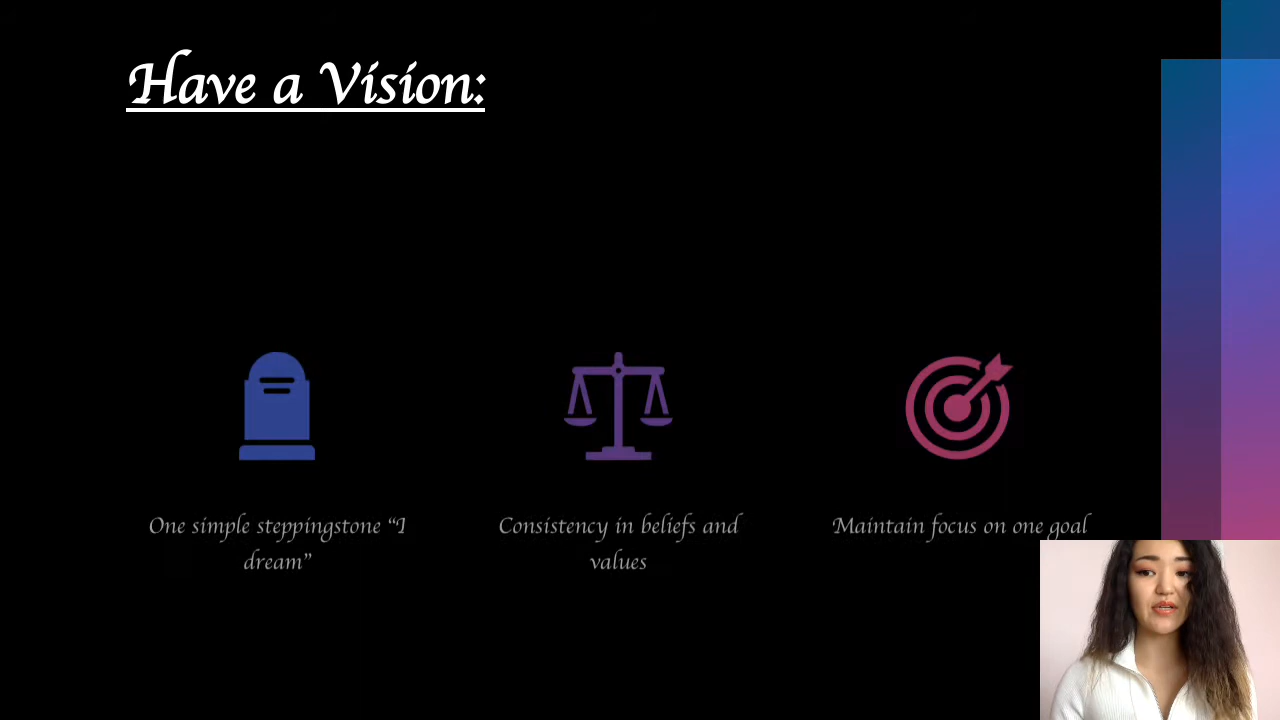 Have a Vision:
One simple steppingstone “I
dream”
Consistency in beliefs and
values
Maintain focus on one goal